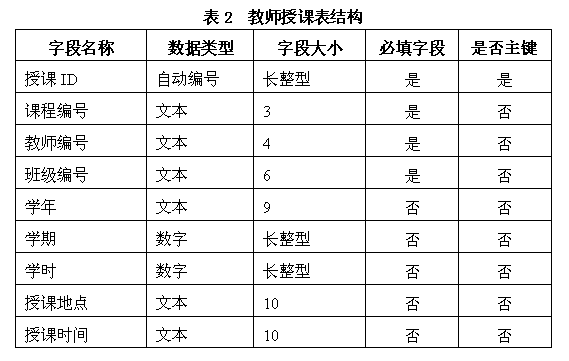 表 2 教师授课表结构
字段名称 数据类型 字段大小 必填字段 是否主键
授课 ID 自动编号 长整型 是 是
课程编号 文本 3 是 否
教师编号 文本 4 是 否
班级编号 文本 6 是 否
学年 文本 9 否 否
学期 数字 长整型 否 否
学时 数字 长整型 否 否
授课地点 文本 10 否 否
授课时间 文本 10 否 否